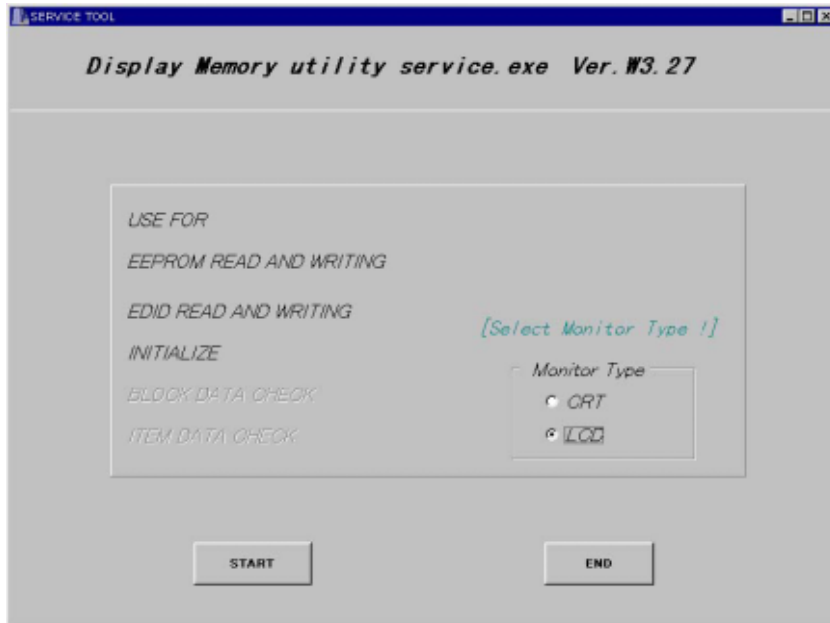 SERVICE TOOL
Display Memory utility service.exe Ver.W3.27
USE FOR
EEPROM READ AND WRITING
EDID READ AND WRITING
[Select Monitor Type !]
INITIALIZE
Monitor Type
BLOCK DATA CHECK
CRT
ITEM DATA CHECK
LCD
START
END